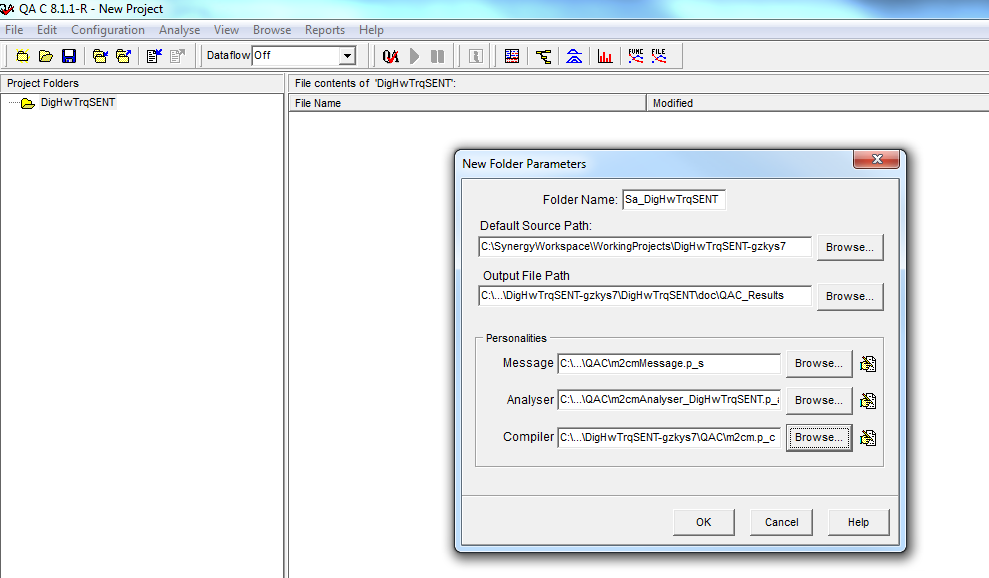 QA C 8.1.1-R - New Project
File Edit Configuration Analyse View Browse Reports Help
Dataflow Off QA FUNC FILE
Project Folders
File contents of 'DigHwTrqSENT':
DigHwTrqSENT
File Name Modified
New Folder Parameters
Folder Name: Sa_DigHwTrqSENT
Default Source Path:
C:\SynergyWorkspace\WorkingProjects\DigHwTrqSENT-gzkys7 Browse...
Output File Path
C:\...\DigHwTrqSENT-gzkys7\DigHwTrqSENT\doc\QAC_Results Browse...
Personalities
Message C:\...\QAC\m2cmMessage.p_s Browse...
Analyser C:\...\QAC\m2cmAnalyser_DigHwTrqSENT.p_a Browse...
Compiler C:\...\DigHwTrqSENT-gzkys7\QAC\m2cm.p_c Browse...
OK Cancel Help